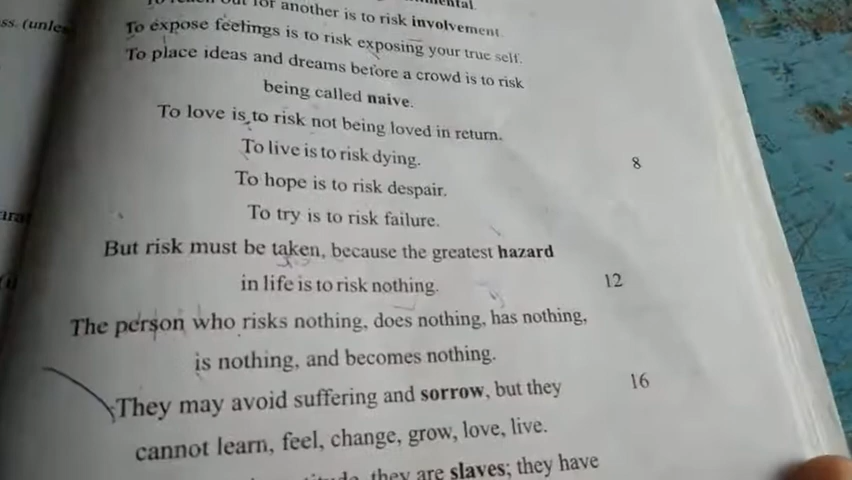 mental.
out for another is to risk involvement.
ss. (unles
To expose feelings is to risk exposing your true self.
To place ideas and dreams before a crowd is to risk
being called naive.
To love is to risk not being loved in return.
To live is to risk dying.
8
To hope is to risk despair.
To try is to risk failure.
But risk must be taken, because the greatest hazard
in life is to risk nothing.
12
The person who risks nothing, does nothing, has nothing,
is nothing, and becomes nothing.
They may avoid suffering and sorrow, but they
16
cannot learn, feel, change, grow, love, live.
they are slaves; they have